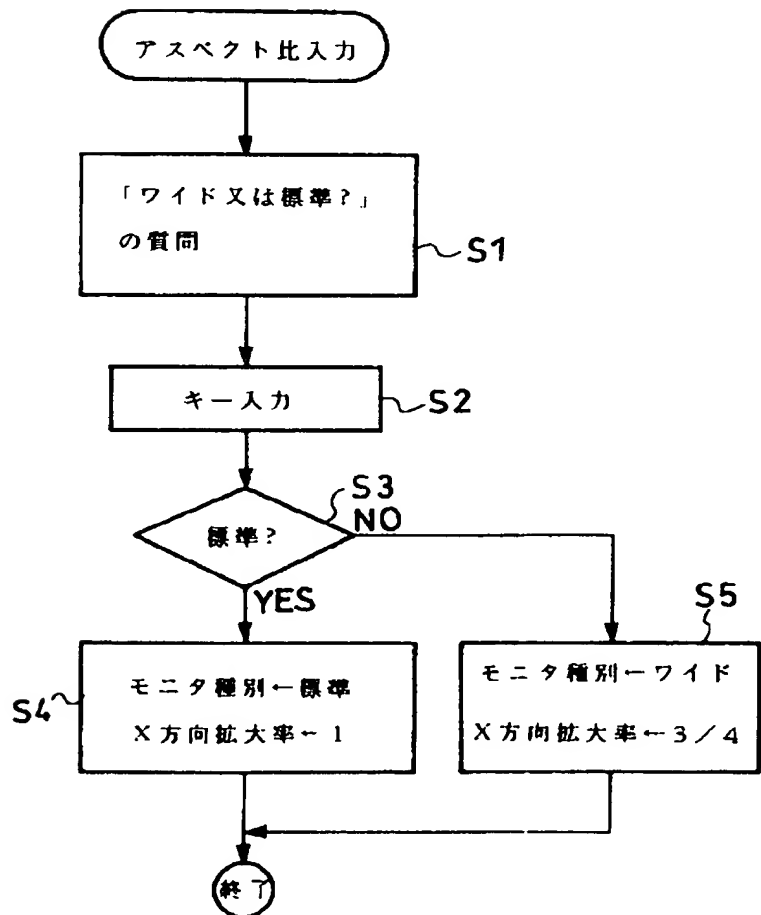 アスペクト比入力
「ワイド又は標準?」
の質問
S1
キー入力
S2
S3
標準?
NO
YES
S5
S4
モニタ種別←標準
X方向拡大率←1
モニタ種別←ワイド
X方向拡大率←3/4
終了